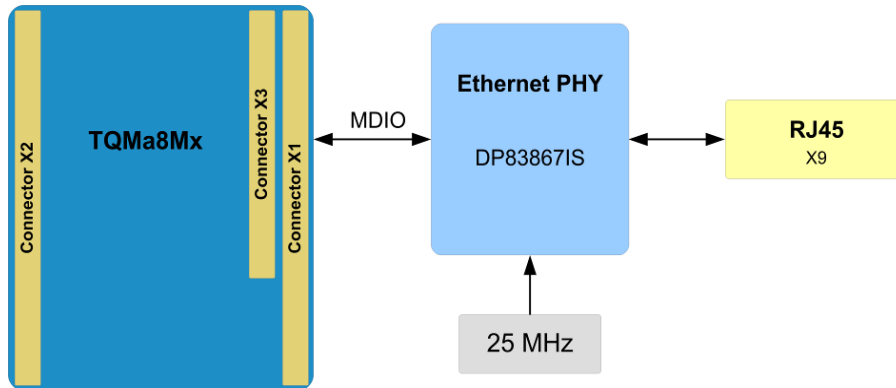 Connector X2
TQMa8Mx
Connector X3
Connector X1
MDIO
Ethernet PHY
DP83867IS
RJ45
X9
25 MHz